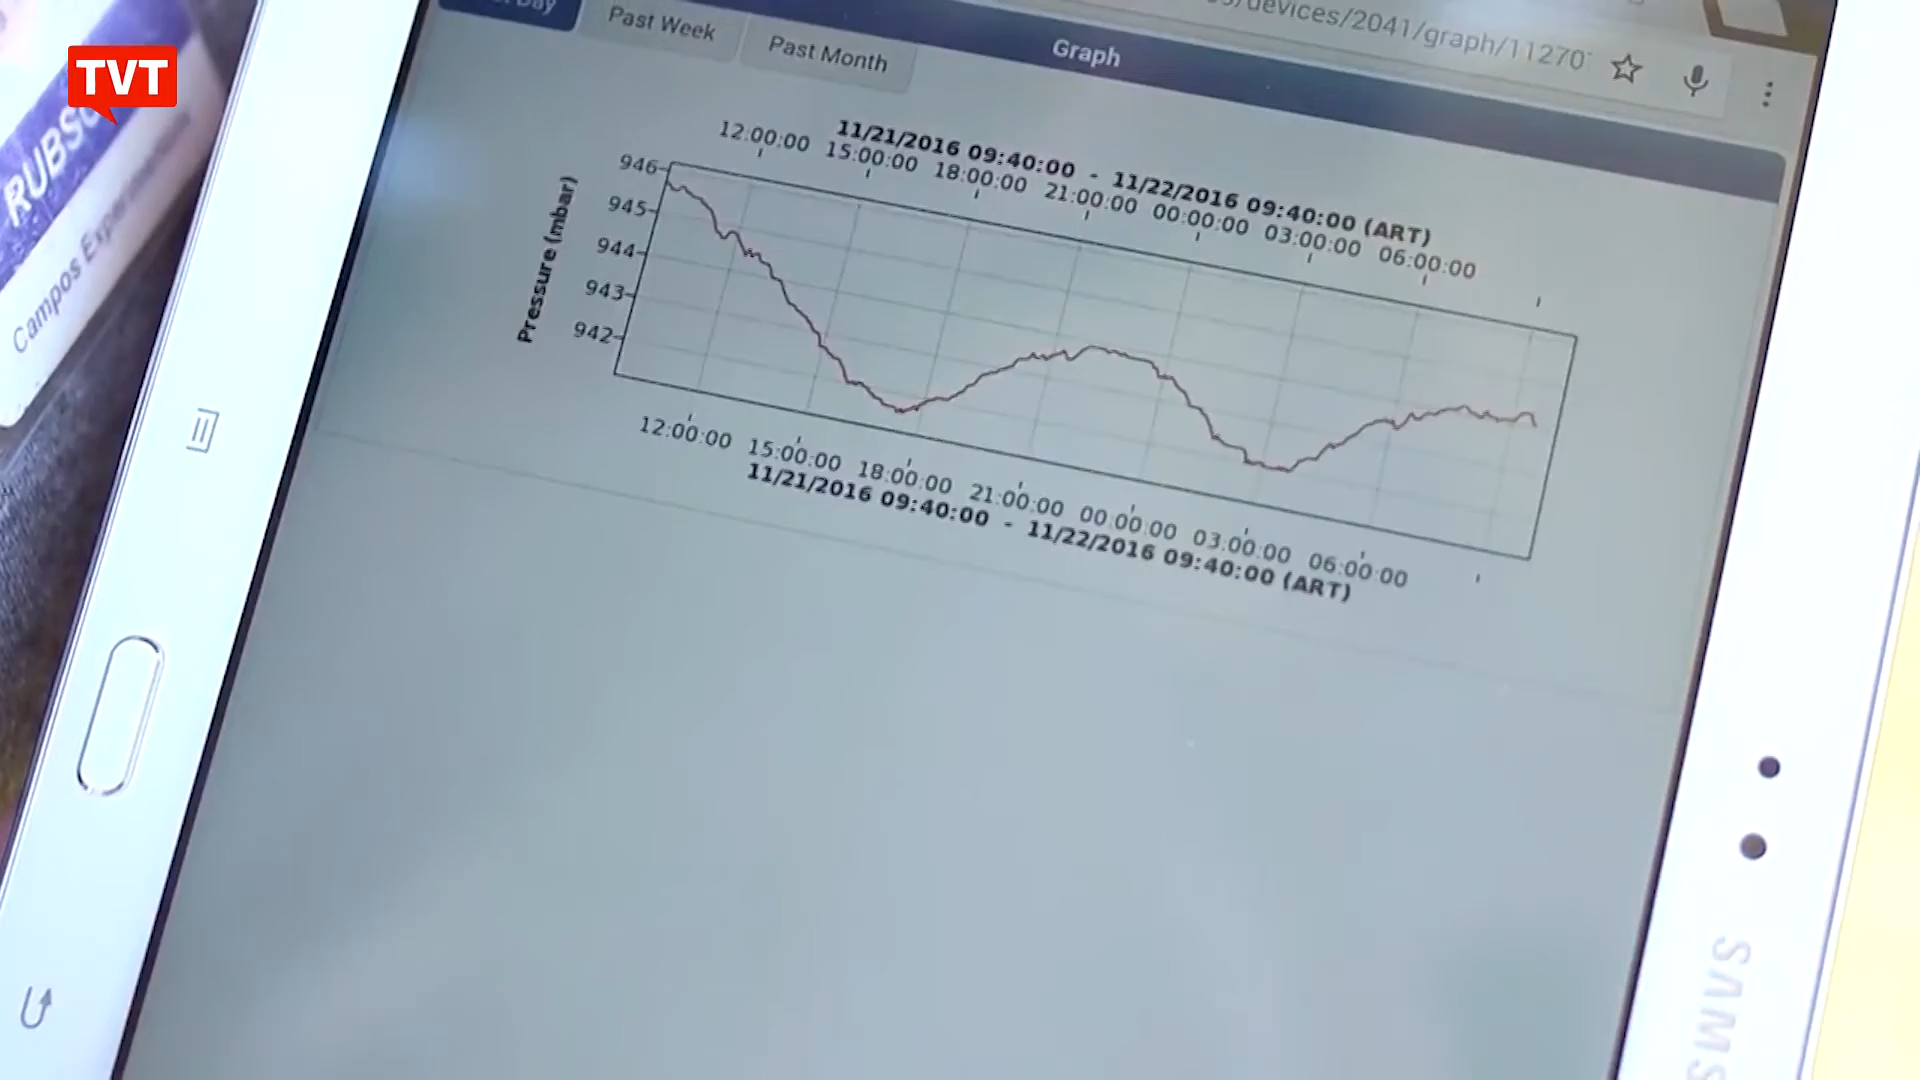 TVT
RUBSC
Campos Experimen
Day
Past Week
Past Month
Graph
/devices/2041/graph/11270
11/21/2016 09:40:00 - 11/22/2016 09:40:00 (ART)
12:00:00 15:00:00 18:00:00 21:00:00 00:00:00 03:00:00 06:00:00
Pressure (mbar)
946
945
944
943
942
12:00:00 15:00:00 18:00:00 21:00:00 00:00:00 03:00:00 06:00:00
11/21/2016 09:40:00 - 11/22/2016 09:40:00 (ART)
SAMS